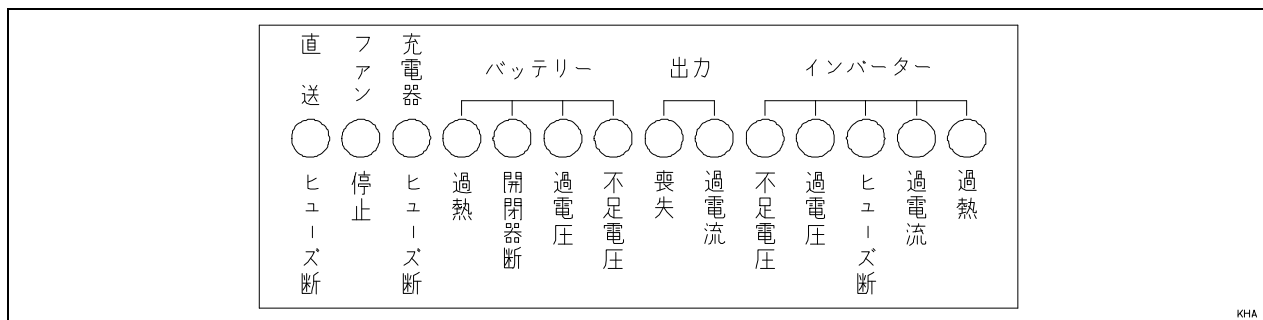 直送
ファン
充電器
バッテリー
出力
インバーター
ヒューズ断
停止
ヒューズ断
過熱
開閉器断
過電圧
不足電圧
喪失
過電流
不足電圧
過電圧
ヒューズ断
過電流
過熱
KHA